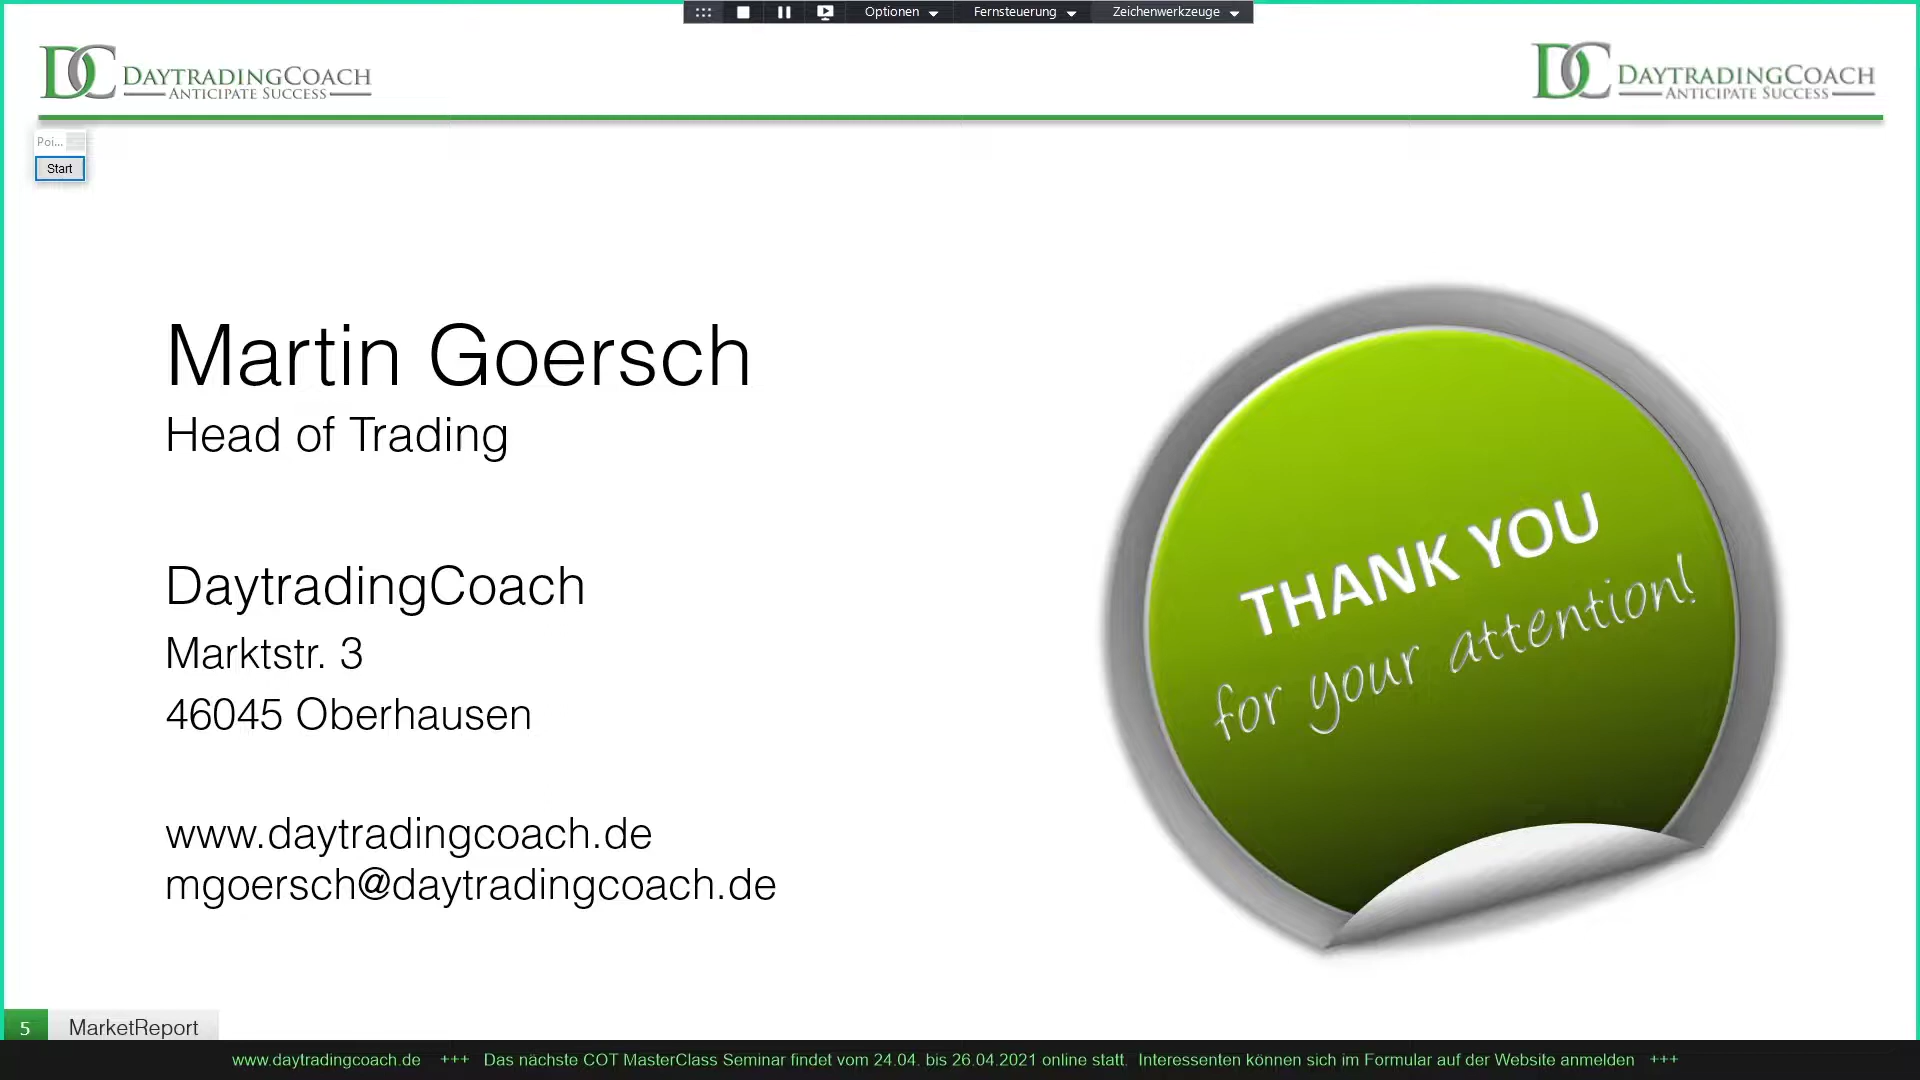 Optionen
Fernsteuerung
Zeichenwerkzeuge
DC DAYTRADINGCOACH
ANTICIPATE SUCCESS
DC DAYTRADINGCOACH
ANTICIPATE SUCCESS
Poi...
Start
Martin Goersch
Head of Trading
DaytradingCoach
Marktstr. 3
46045 Oberhausen
www.daytradingcoach.de
mgoersch@daytradingcoach.de
THANK YOU
for your attention!
5 MarketReport
www.daytradingcoach.de +++ Das nächste COT MasterClass Seminar findet vom 24.04. bis 26.04.2021 online statt. Interessenten können sich im Formular auf der Website anmelden +++